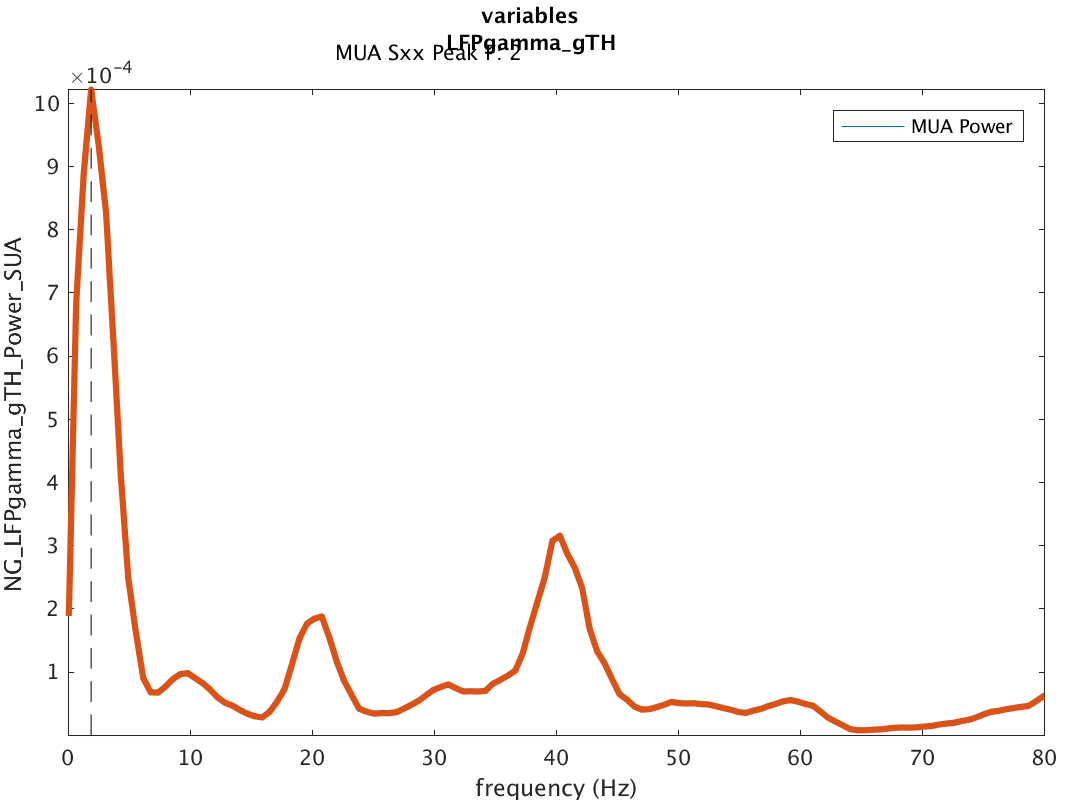 variables
LFPgamma_gTH
MUA Sxx Peak F: 2
×10⁻⁴
10
9
8
7
6
5
4
3
2
1
NG_LFPgamma_gTH_Power_SUA
MUA Power
0 10 20 30 40 50 60 70 80
frequency (Hz)